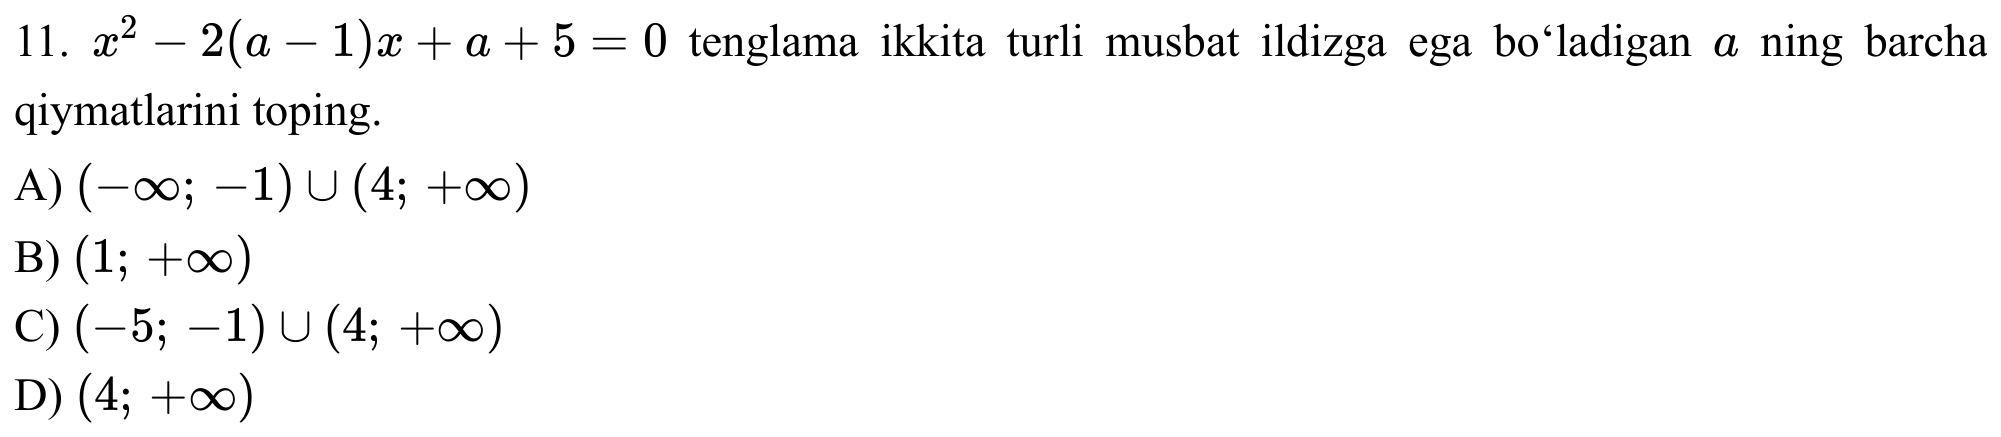 11. x² − 2(a − 1)x + a + 5 = 0 tenglama ikkita turli musbat ildizga ega bo‘ladigan a ning barcha
qiymatlarini toping.
A) (−∞; −1) ∪ (4; +∞)
B) (1; +∞)
C) (−5; −1) ∪ (4; +∞)
D) (4; +∞)